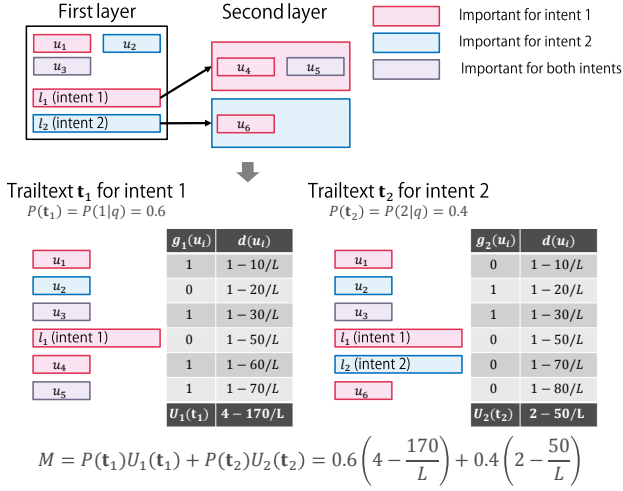 First layer
Second layer
Important for intent 1
Important for intent 2
Important for both intents
u₁ u₂
u₃
l₁ (intent 1)
l₂ (intent 2)
u₄ u₅
u₆
Trailtext t₁ for intent 1
P(t₁) = P(1|q) = 0.6
g₁(uᵢ) d(uᵢ)
u₁ 1 1 − 10/L
u₂ 0 1 − 20/L
u₃ 1 1 − 30/L
l₁ (intent 1) 0 1 − 50/L
u₄ 1 1 − 60/L
u₅ 1 1 − 70/L
U₁(t₁) 4 − 170/L
Trailtext t₂ for intent 2
P(t₂) = P(2|q) = 0.4
g₂(uᵢ) d(uᵢ)
u₁ 0 1 − 10/L
u₂ 1 1 − 20/L
u₃ 1 1 − 30/L
l₁ (intent 1) 0 1 − 50/L
l₂ (intent 2) 0 1 − 70/L
u₆ 0 1 − 80/L
U₂(t₂) 2 − 50/L
M = P(t₁)U₁(t₁) + P(t₂)U₂(t₂) = 0.6(4 − 170/L) + 0.4(2 − 50/L)